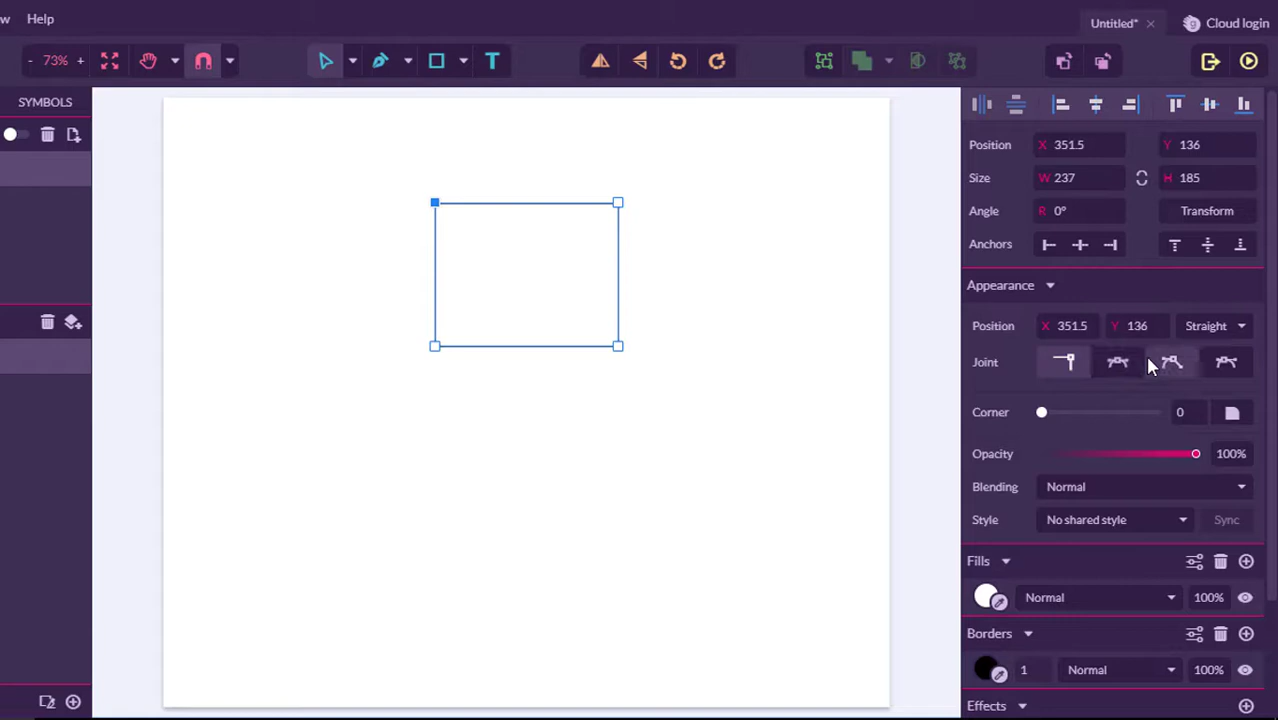 w Help
Untitled* Cloud login
- 73% +
T
SYMBOLS
Position X 351.5 Y 136
Size W 237 H 185
Angle R 0° Transform
Anchors
Appearance
Position X 351.5 Y 136 Straight
Joint
Corner 0
Opacity 100%
Blending Normal
Style No shared style Sync
Fills
Normal 100%
Borders
1 Normal 100%
Effects